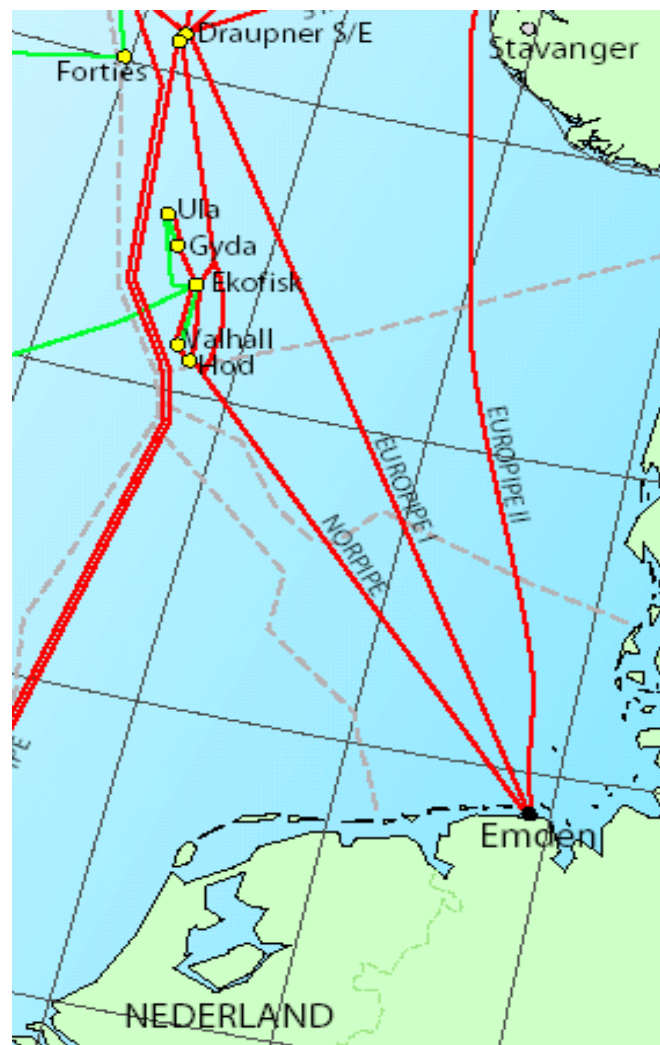 Draupner S/E
Stavanger
Forties
Ula
Gyda
Ekofisk
Valhall
Hod
EUROPIPE II
EUROPIPE I
NORPIPE
Emden
NEDERLAND